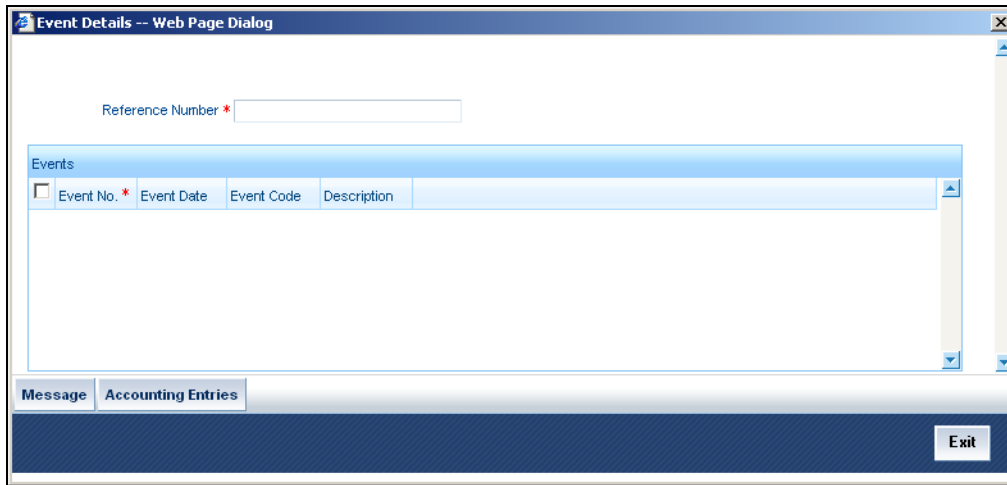 Event Details -- Web Page Dialog
Reference Number *
Events
Event No. * Event Date Event Code Description
Message Accounting Entries
Exit